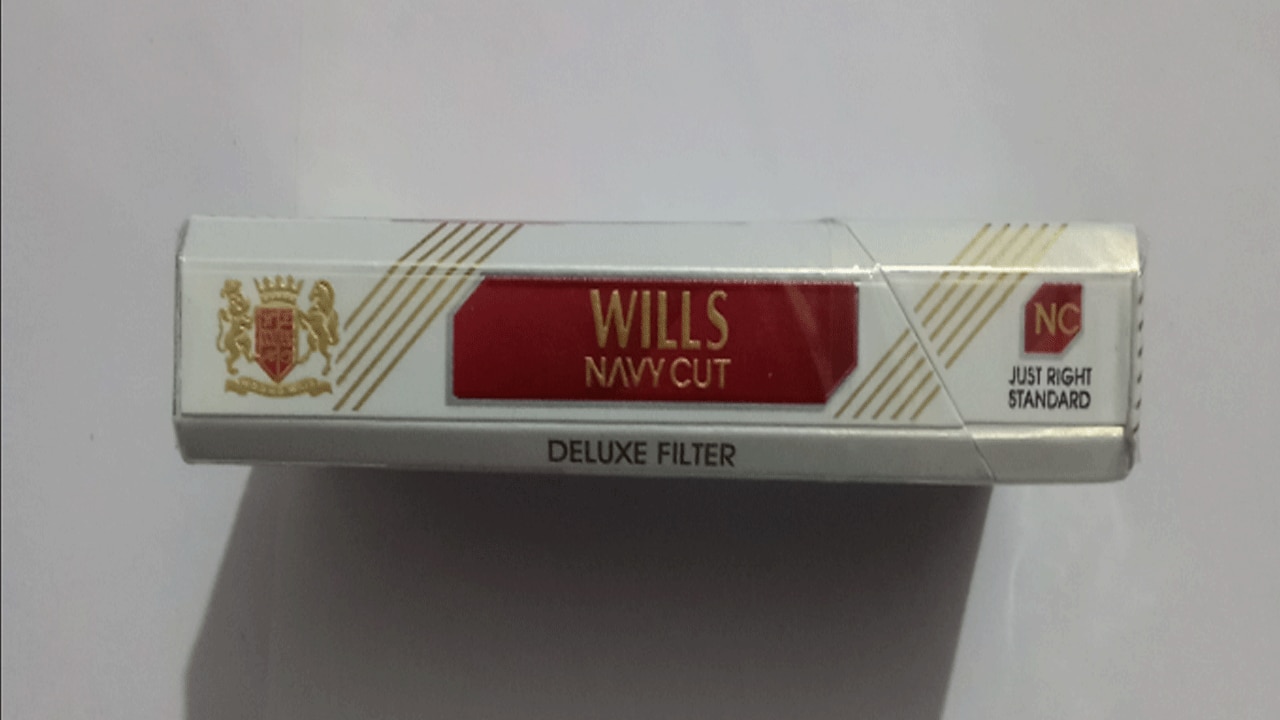 WILLS
NAVY CUT
NC
JUST RIGHT
STANDARD
DELUXE FILTER